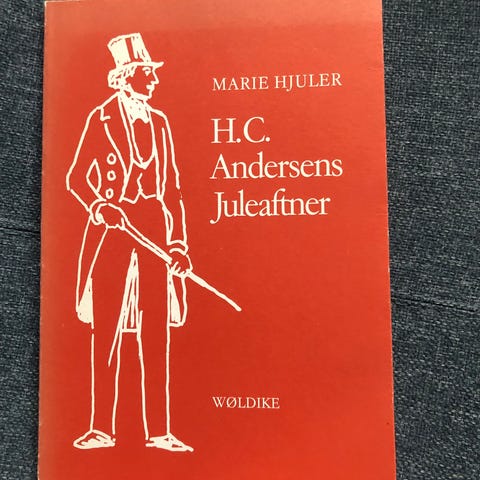 MARIE HJULER
H.C.
Andersens
Juleaftner
WØLDIKE